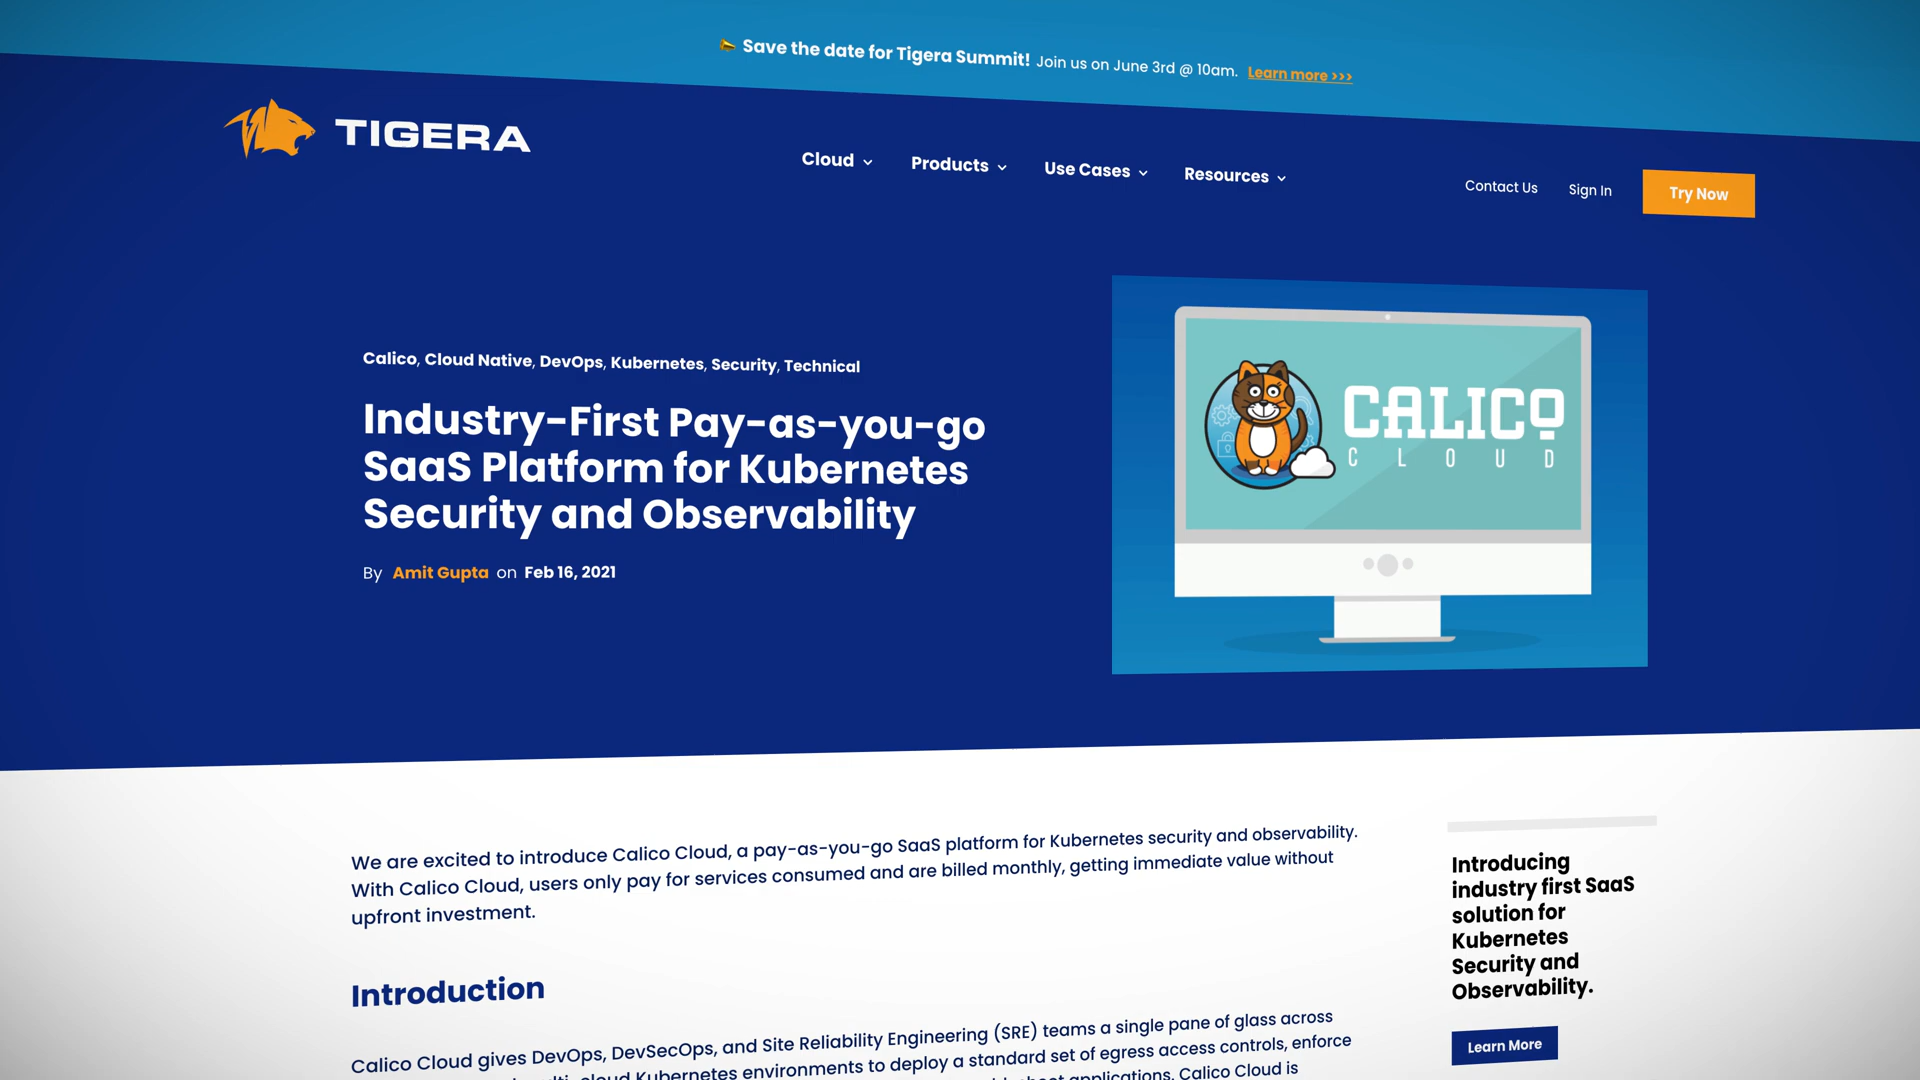 Save the date for Tigera Summit! Join us on June 3rd @ 10am. Learn more >>>
TIGERA
Cloud Products Use Cases Resources
Contact Us Sign In Try Now
Calico, Cloud Native, DevOps, Kubernetes, Security, Technical
Industry-First Pay-as-you-go
SaaS Platform for Kubernetes
Security and Observability
By Amit Gupta on Feb 16, 2021
CALICO
CLOUD
We are excited to introduce Calico Cloud, a pay-as-you-go SaaS platform for Kubernetes security and observability.
With Calico Cloud, users only pay for services consumed and are billed monthly, getting immediate value without
upfront investment.
Introduction
Calico Cloud gives DevOps, DevSecOps, and Site Reliability Engineering (SRE) teams a single pane of glass across
cloud Kubernetes environments to deploy a standard set of egress access controls, enforce
applications. Calico Cloud is
Introducing
industry first SaaS
solution for
Kubernetes
Security and
Observability.
Learn More